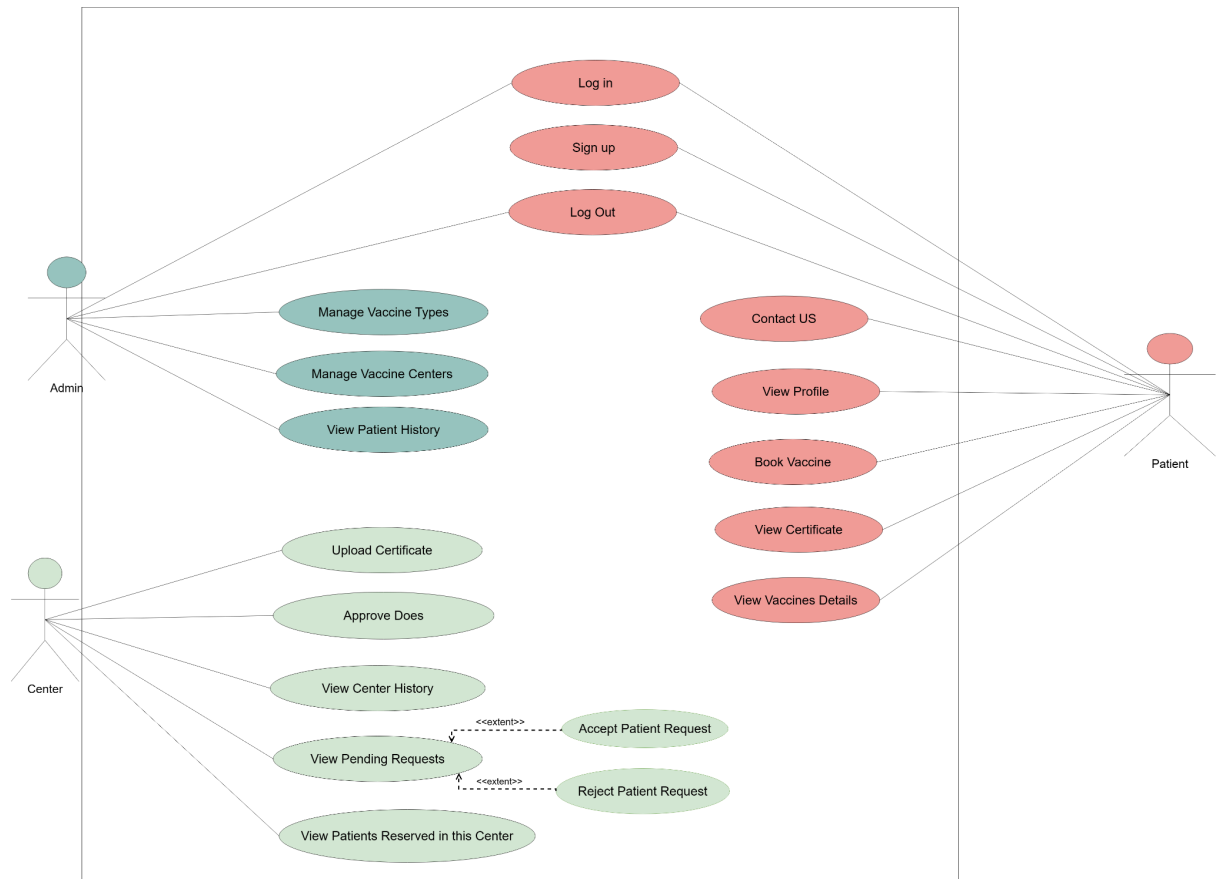 Log in
Sign up
Log Out
Manage Vaccine Types
Contact US
Manage Vaccine Centers
Admin
View Profile
View Patient History
Book Vaccine
Patient
View Certificate
Upload Certificate
View Vaccines Details
Approve Does
Center
View Center History
<<extent>>
Accept Patient Request
View Pending Requests
<<extent>>
Reject Patient Request
View Patients Reserved in this Center